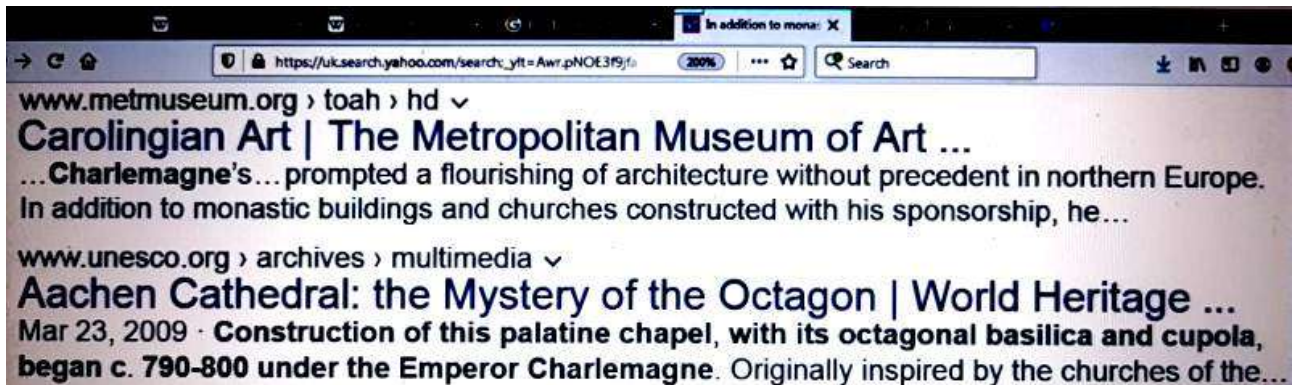 In addition to mona: X
https://uk.search.yahoo.com/search;_ylt=Awr.pNOE3f9jfa 200% ... Search
www.metmuseum.org › toah › hd
Carolingian Art | The Metropolitan Museum of Art ...
...Charlemagne's... prompted a flourishing of architecture without precedent in northern Europe.
In addition to monastic buildings and churches constructed with his sponsorship, he...
www.unesco.org › archives › multimedia
Aachen Cathedral: the Mystery of the Octagon | World Heritage ...
Mar 23, 2009 · Construction of this palatine chapel, with its octagonal basilica and cupola,
began c. 790-800 under the Emperor Charlemagne. Originally inspired by the churches of the...